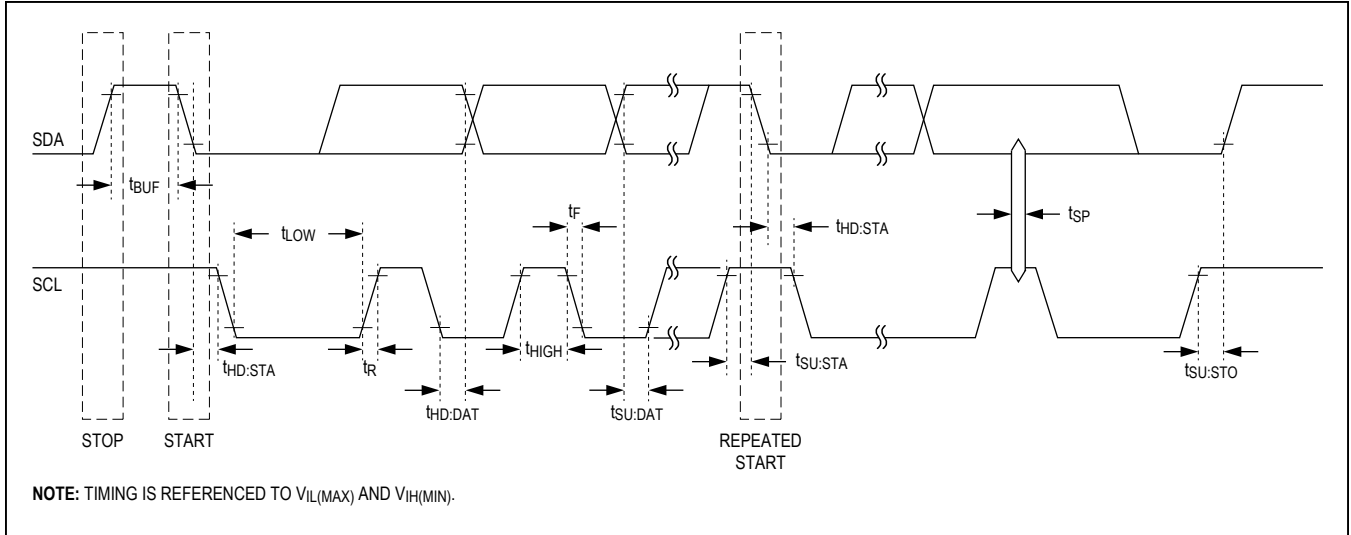 SDA
tBUF
tLOW
tF
tHD:STA
tSP
SCL
tHD:STA
tR
tHD:DAT
tHIGH
tSU:DAT
tSU:STA
tSU:STO
STOP
START
REPEATED
START
NOTE: TIMING IS REFERENCED TO VIL(MAX) AND VIH(MIN).